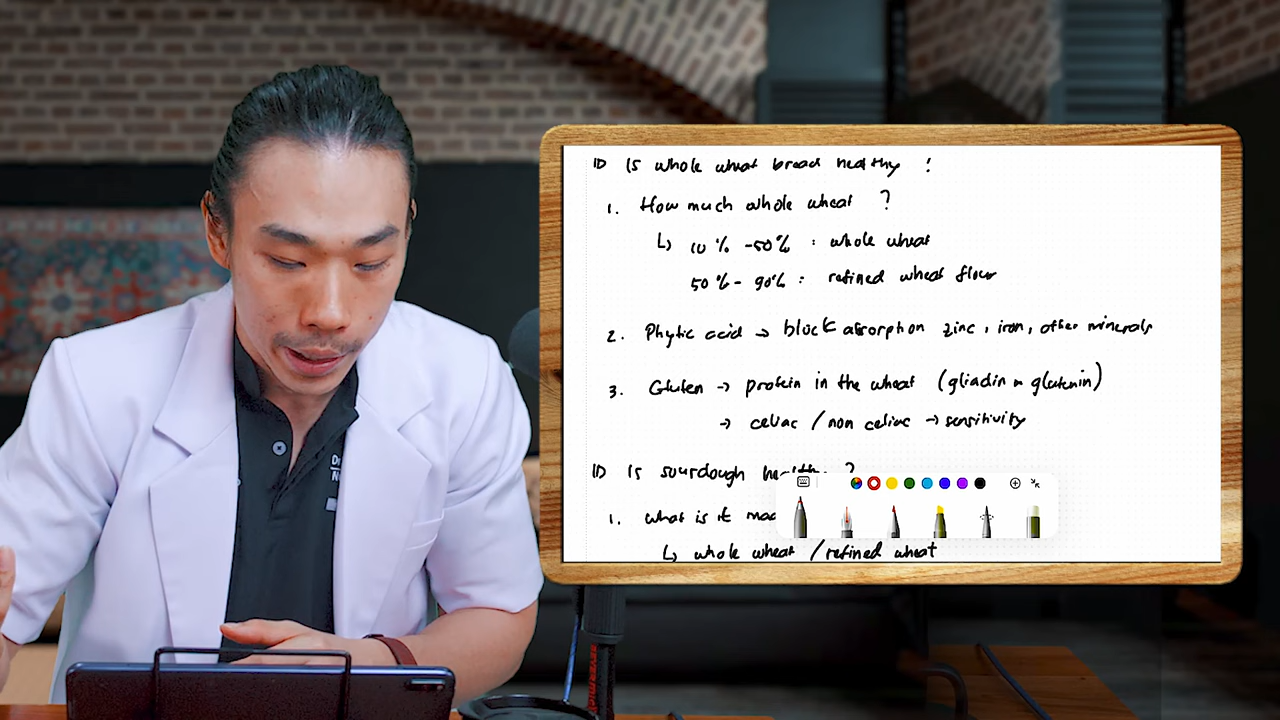 1) Is whole wheat bread healthy ?
1. How much whole wheat ?
↳ 10 % - 50 % : whole wheat
50 % - 90 % : refined wheat flour
2. Phytic acid → block absorption zinc, iron, other minerals
3. Gluten → protein in the wheat (gliadin n glutenin)
→ celiac / non celiac → sensitivity
1) Is sourdough ?
1. what is it
↳ whole wheat / refined wheat